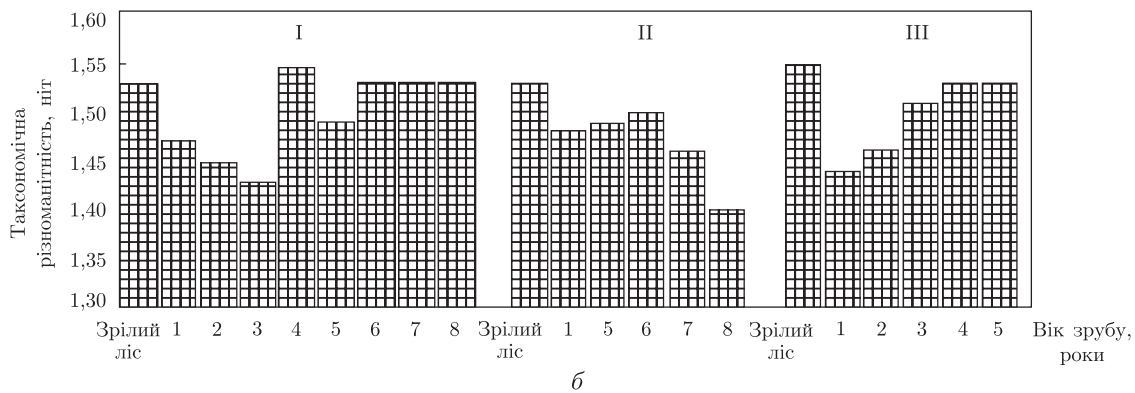 Таксономічна
різноманітність, ніт
1,60
1,55
1,50
1,45
1,40
1,35
1,30
I
II
III
Зрілий ліс 1 2 3 4 5 6 7 8
Зрілий ліс 1 5 6 7 8
Зрілий ліс 1 2 3 4 5
Вік зрубу,
роки
б